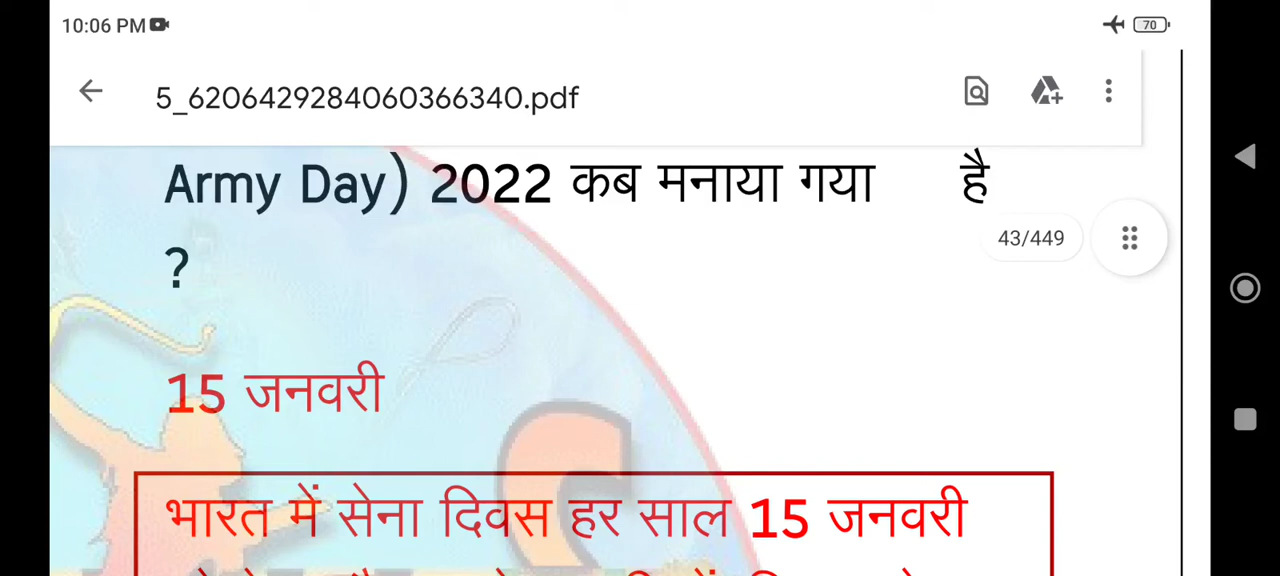 10:06 PM
70
5_6206429284060366340.pdf
Army Day) 2022 कब मनाया गया है
43/449
?
15 जनवरी
भारत में सेना दिवस हर साल 15 जनवरी